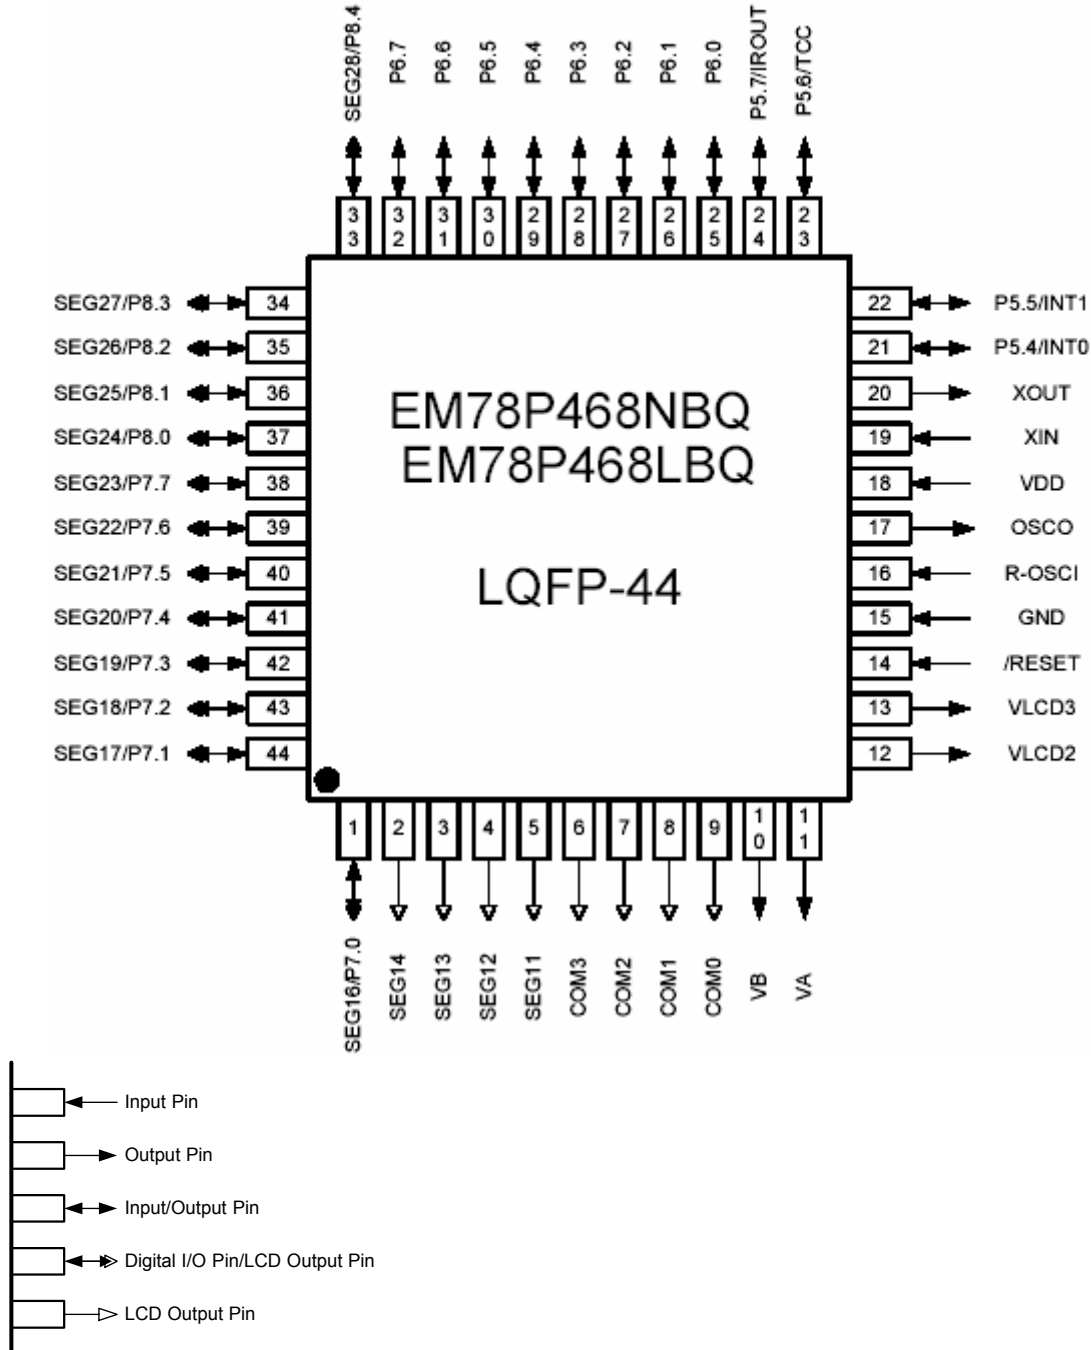 SEG28/P8.4
P6.7
P6.6
P6.5
P6.4
P6.3
P6.2
P6.1
P6.0
P5.7/IROUT
P5.6/TCC
33
32
31
30
29
28
27
26
25
24
23
SEG27/P8.3 34
SEG26/P8.2 35
SEG25/P8.1 36
SEG24/P8.0 37
SEG23/P7.7 38
SEG22/P7.6 39
SEG21/P7.5 40
SEG20/P7.4 41
SEG19/P7.3 42
SEG18/P7.2 43
SEG17/P7.1 44
EM78P468NBQ
EM78P468LBQ
LQFP-44
22 P5.5/INT1
21 P5.4/INT0
20 XOUT
19 XIN
18 VDD
17 OSCO
16 R-OSCI
15 GND
14 /RESET
13 VLCD3
12 VLCD2
1
2
3
4
5
6
7
8
9
10
11
SEG16/P7.0
SEG14
SEG13
SEG12
SEG11
COM3
COM2
COM1
COM0
VB
VA
Input Pin
Output Pin
Input/Output Pin
Digital I/O Pin/LCD Output Pin
LCD Output Pin